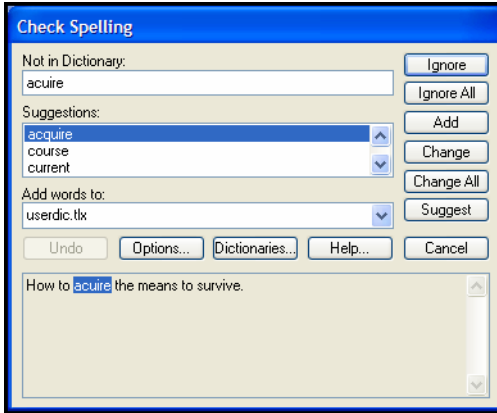 Check Spelling
Not in Dictionary:
acuire
Ignore
Ignore All
Suggestions:
acquire
course
current
Add
Change
Change All
Add words to:
userdic.tlx
Suggest
Undo Options... Dictionaries... Help... Cancel
How to acuire the means to survive.